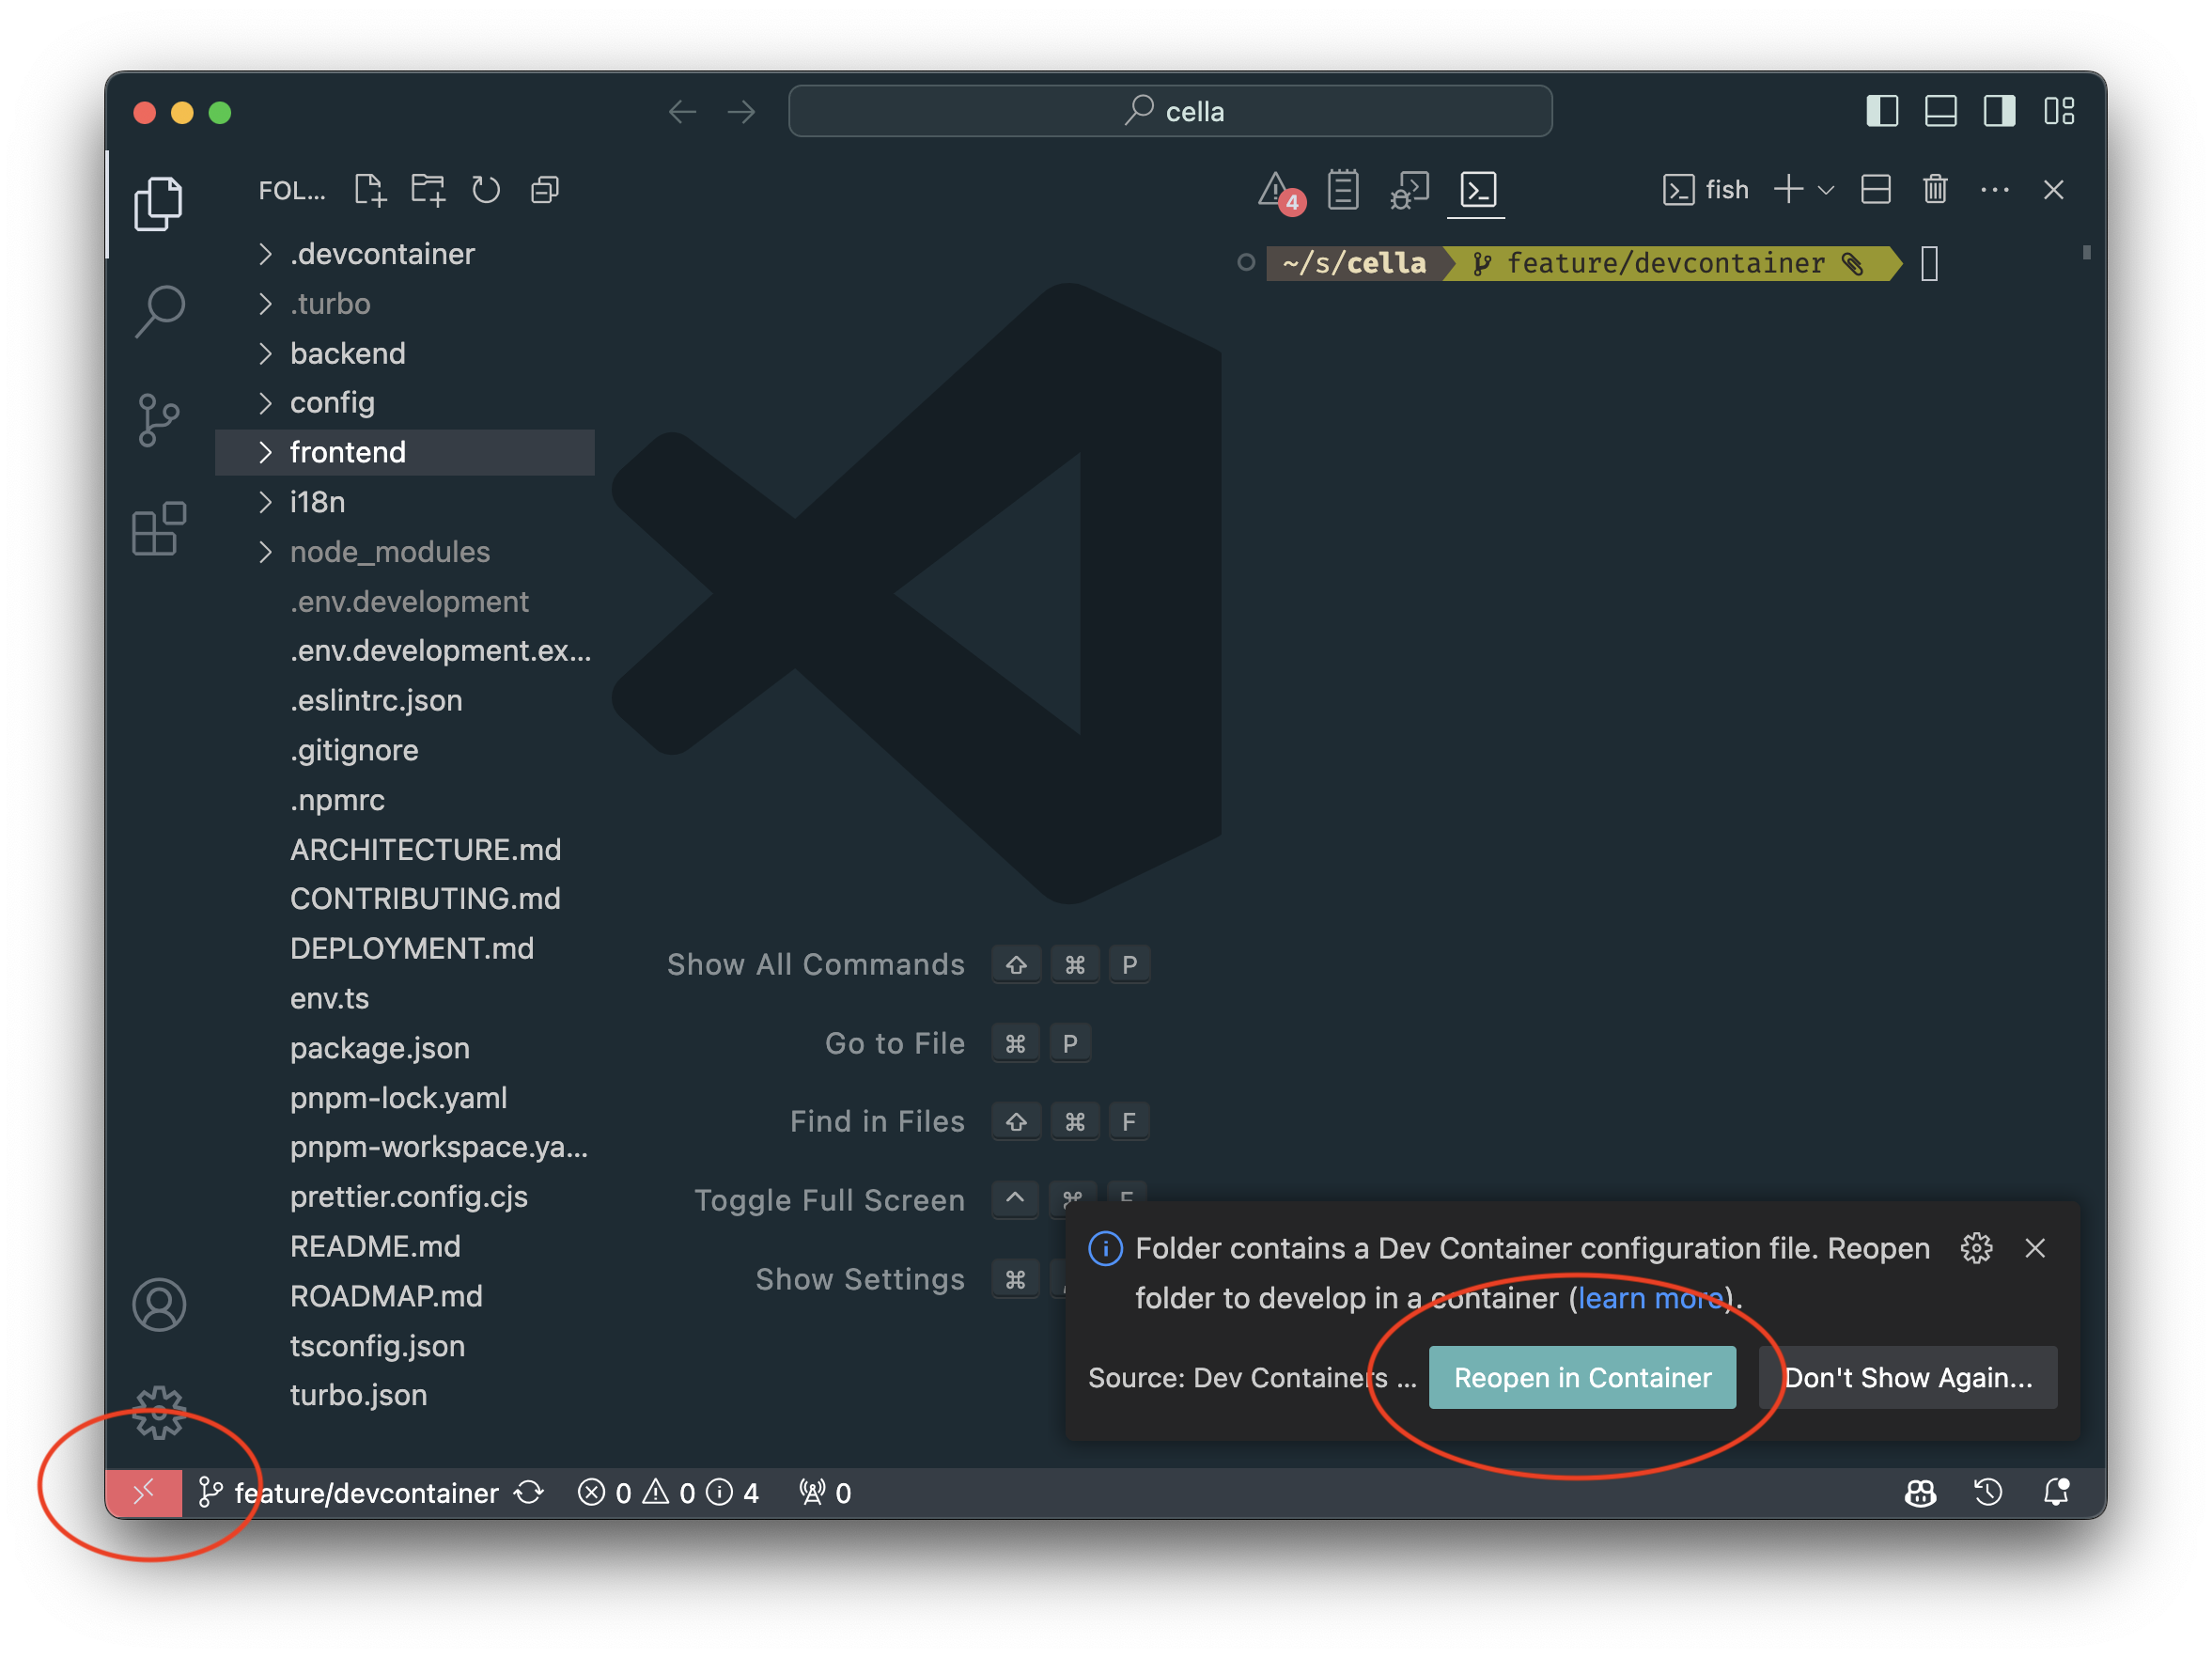 cella
FOL...
.devcontainer
.turbo
backend
config
frontend
i18n
node_modules
.env.development
.env.development.ex...
.eslintrc.json
.gitignore
.npmrc
ARCHITECTURE.md
CONTRIBUTING.md
DEPLOYMENT.md
env.ts
package.json
pnpm-lock.yaml
pnpm-workspace.ya...
prettier.config.cjs
README.md
ROADMAP.md
tsconfig.json
turbo.json
Show All Commands ⇧ ⌘ P
Go to File ⌘ P
Find in Files ⇧ ⌘ F
Toggle Full Screen ^ ⌘ F
Show Settings ⌘
4
fish
~/s/cella feature/devcontainer
Folder contains a Dev Container configuration file. Reopen
folder to develop in a container (learn more).
Source: Dev Containers ... Reopen in Container Don't Show Again...
feature/devcontainer 0 0 4 0